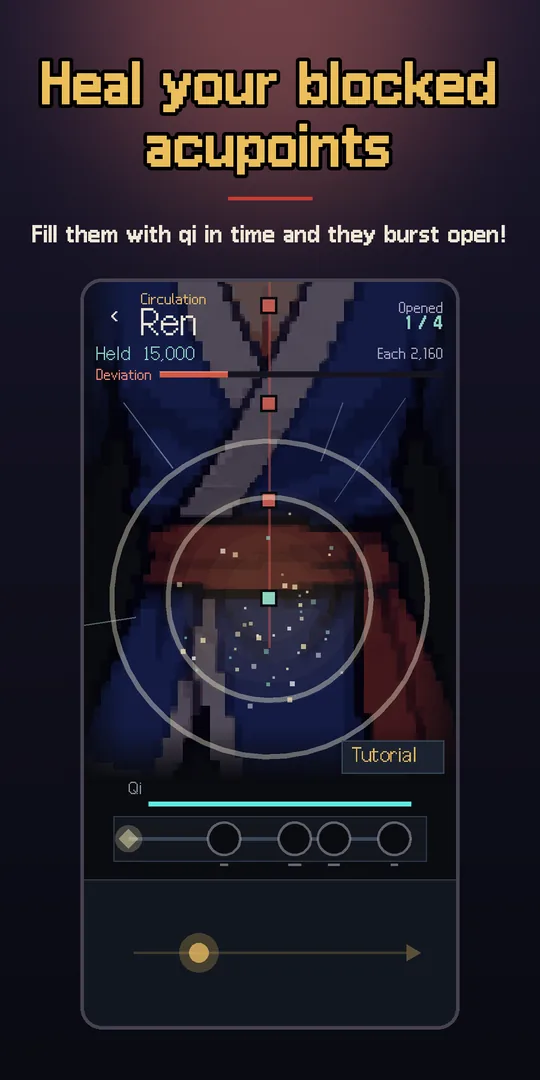 Heal your blocked
acupoints
Fill them with qi in time and they burst open!
Circulation
Ren
Opened
1 / 4
Held 15,000
Each 2,160
Deviation
Tutorial
Qi